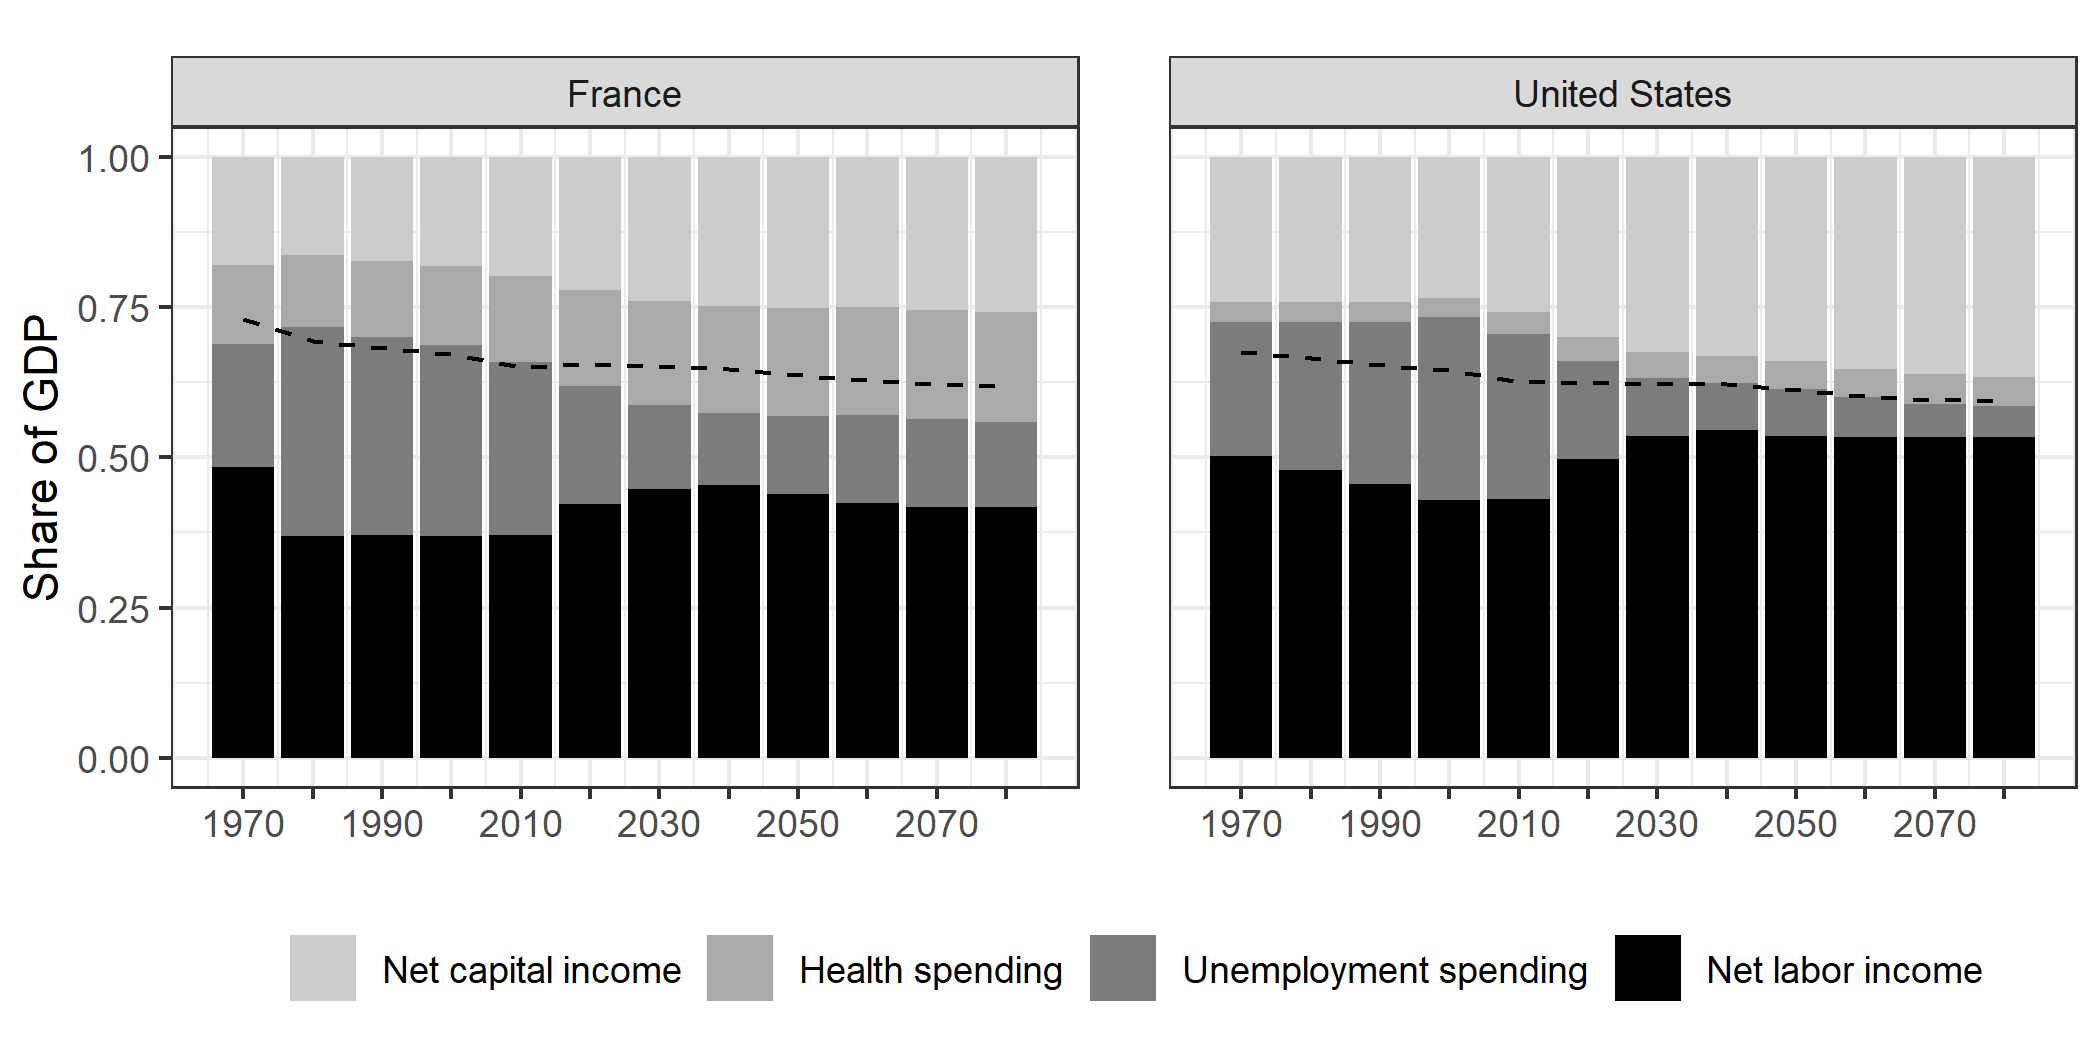 France
United States
Share of GDP
1.00
0.75
0.50
0.25
0.00
1970 1990 2010 2030 2050 2070
1970 1990 2010 2030 2050 2070
Net capital income Health spending Unemployment spending Net labor income